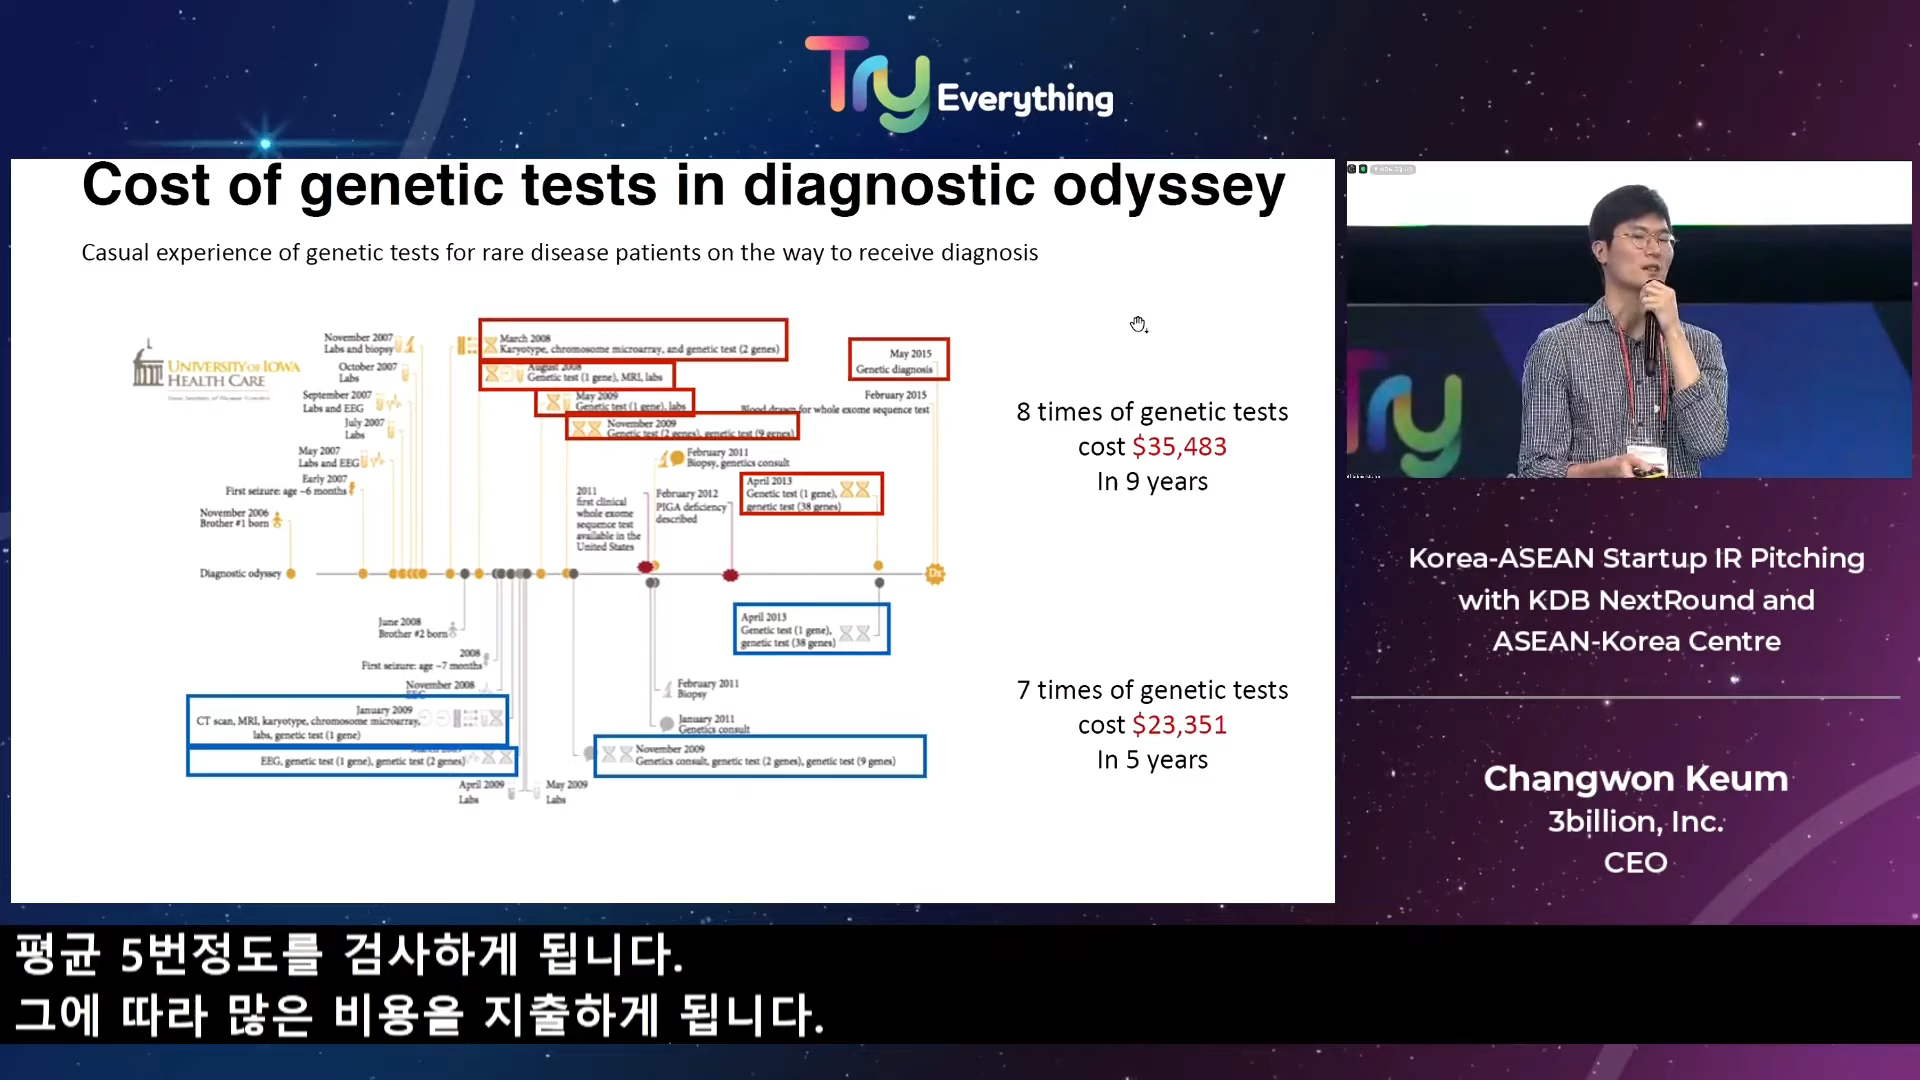 Try Everything
Cost of genetic tests in diagnostic odyssey
Casual experience of genetic tests for rare disease patients on the way to receive diagnosis
UNIVERSITY OF IOWA
HEALTH CARE
November 2007
Labs and biopsy
October 2007
Labs
September 2007
Labs and EEG
July 2007
Labs
May 2007
Labs and EEG
Early 2007
First seizure: age ~6 months
November 2006
Brother #1 born
Diagnostic odyssey
March 2008
Karyotype, chromosome microarray, and genetic test (2 genes)
August 2008
Genetic test (1 gene), MRI, labs
May 2009
Genetic test (1 gene), labs
November 2009
Genetic test (2 genes), genetic test (9 genes)
February 2011
Biopsy, genetics consult
2011
first clinical
whole exome
sequence test
available in the
United States
February 2012
PIGA deficiency
described
April 2013
Genetic test (1 gene),
genetic test (38 genes)
May 2015
Genetic diagnosis
February 2015
Blood drawn for whole exome sequence test
Dx
June 2008
Brother #2 born
2008
First seizure: age ~7 months
November 2008
EEG
January 2009
CT scan, MRI, karyotype, chromosome microarray,
labs, genetic test (1 gene)
March 2009
EEG, genetic test (1 gene), genetic test (2 genes)
April 2009
Labs
May 2009
Labs
April 2013
Genetic test (1 gene),
genetic test (38 genes)
February 2011
Biopsy
January 2011
Genetics consult
November 2009
Genetics consult, genetic test (2 genes), genetic test (9 genes)
8 times of genetic tests
cost $35,483
In 9 years
7 times of genetic tests
cost $23,351
In 5 years
Try
Korea-ASEAN Startup IR Pitching
with KDB NextRound and
ASEAN-Korea Centre
Changwon Keum
3billion, Inc.
CEO
평균 5번정도를 검사하게 됩니다.
그에 따라 많은 비용을 지출하게 됩니다.